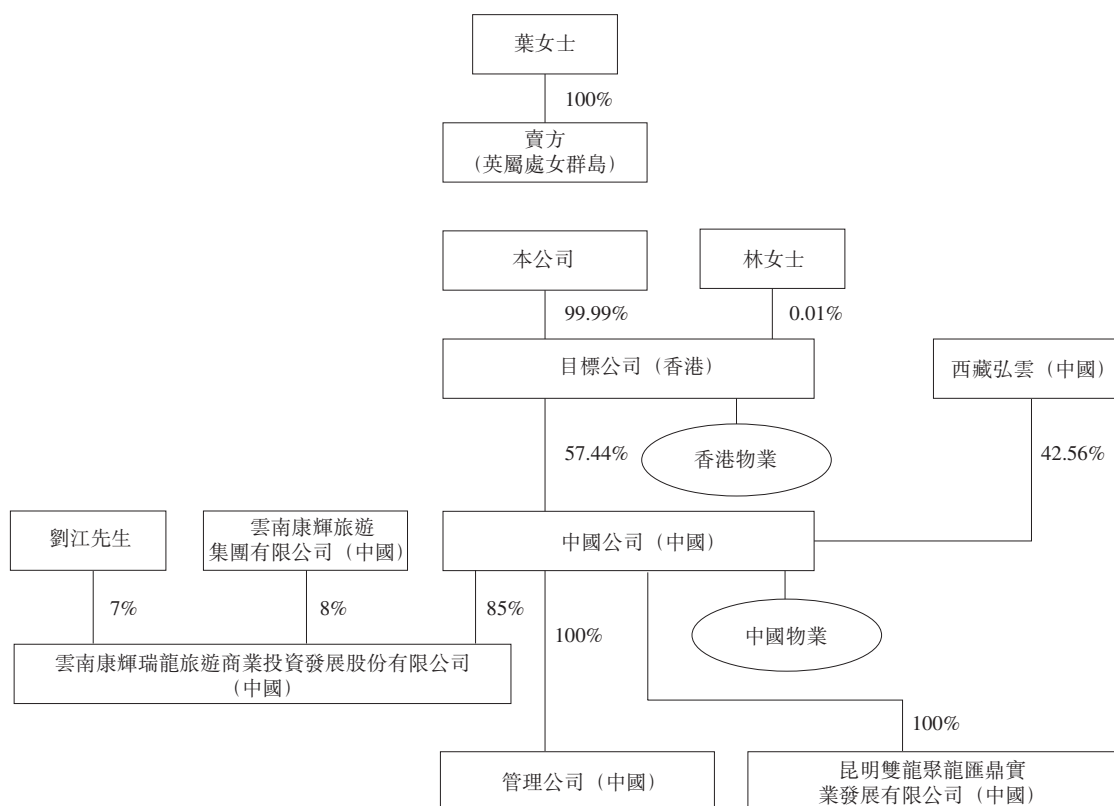 葉女士
100%
賣方
（英屬處女群島）
本公司
林女士
99.99%
0.01%
目標公司（香港）
西藏弘雲（中國）
57.44%
香港物業
42.56%
劉江先生
雲南康輝旅遊
集團有限公司（中國）
中國公司（中國）
7%
8%
85%
100%
中國物業
雲南康輝瑞龍旅遊商業投資發展股份有限公司
（中國）
100%
管理公司（中國）
昆明雙龍聚龍匯鼎實
業發展有限公司（中國）